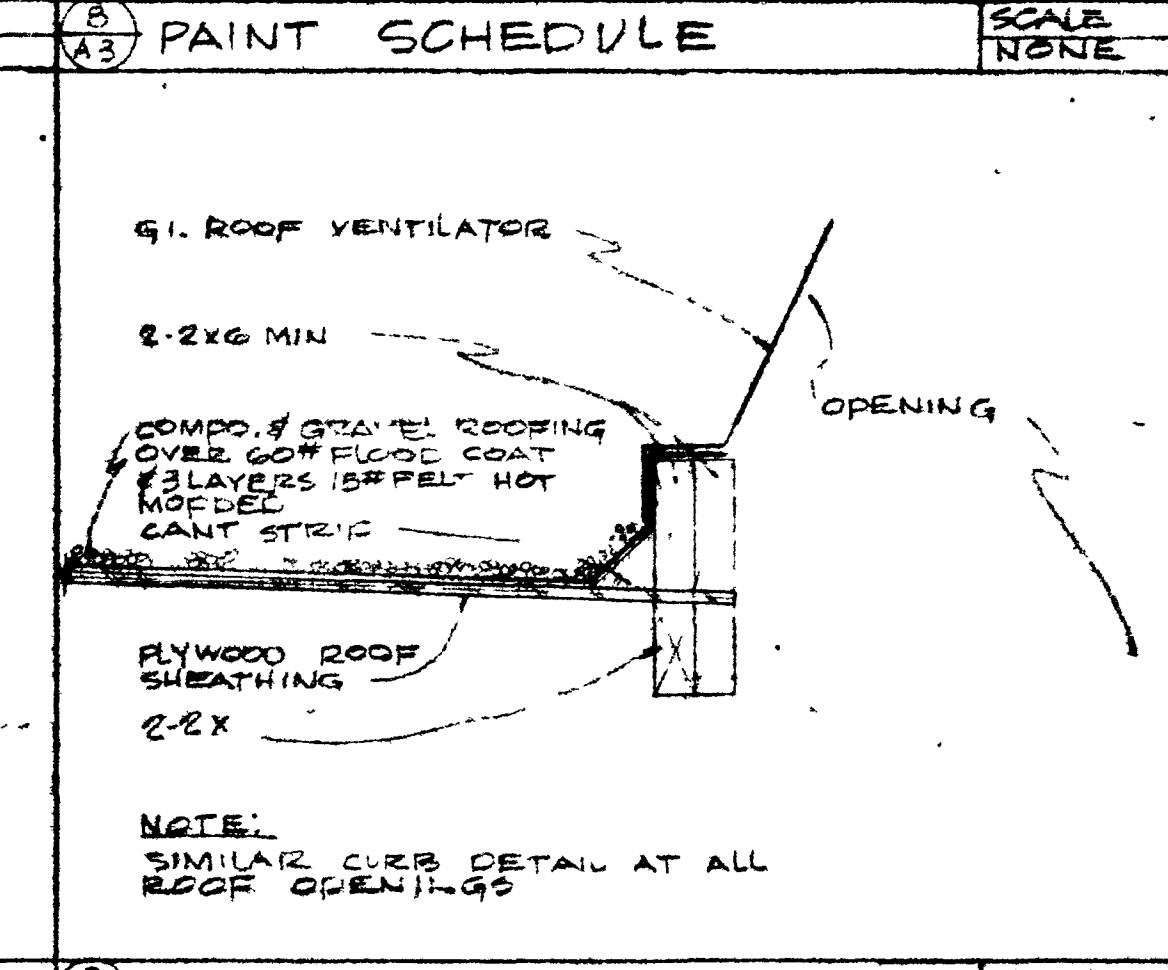 8
A3
PAINT SCHEDULE
SCALE
NONE
G.I. ROOF VENTILATOR
2-2x6 MIN
OPENING
COMPO. & GRAVEL ROOFING
OVER 60# FLOOD COAT
& 3 LAYERS 15# FELT HOT
MOPPED
CANT STRIP
PLYWOOD ROOF
SHEATHING
2-2X
NOTE:
SIMILAR CURB DETAIL AT ALL
ROOF OPENINGS